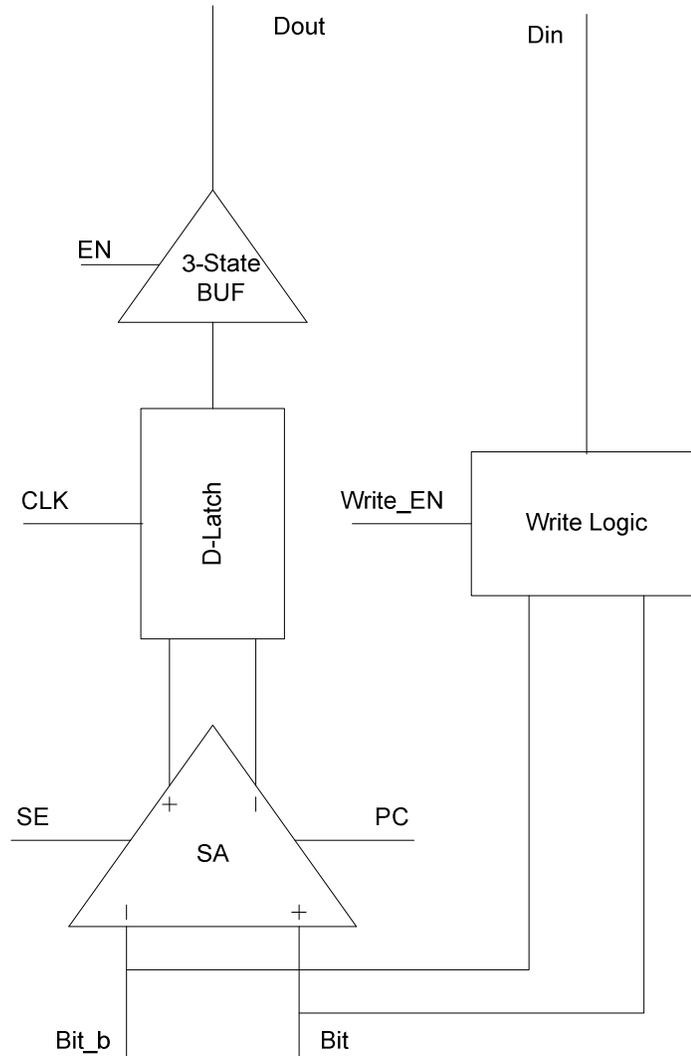 Dout
Din
EN
3-State
BUF
CLK
D-Latch
Write_EN
Write Logic
+
−
SE
PC
SA
−
+
Bit_b
Bit